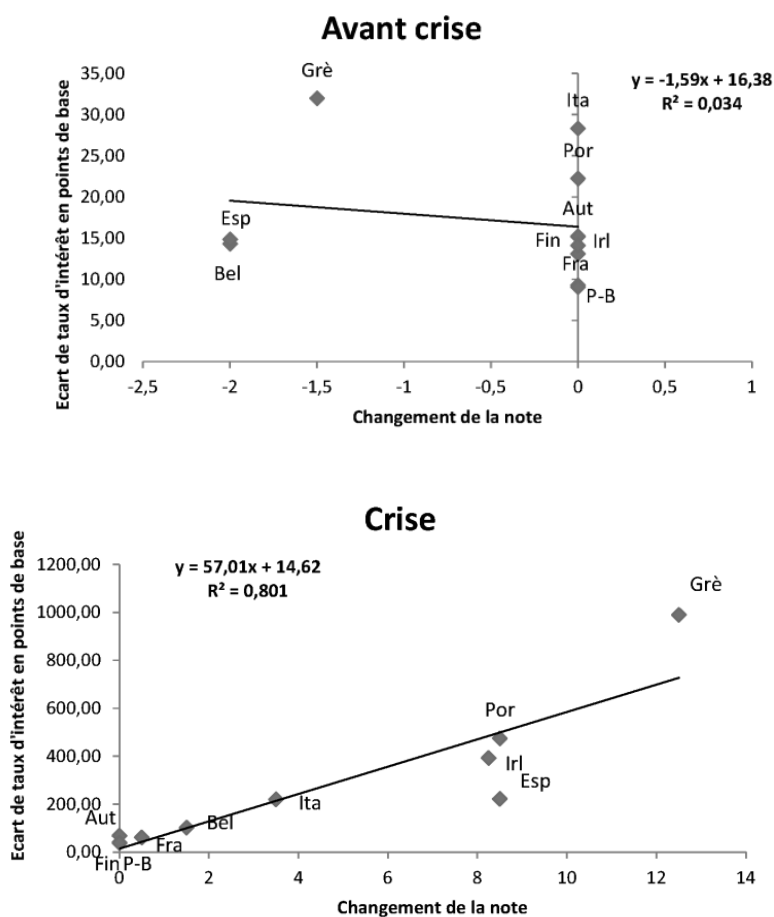 Avant crise
Ecart de taux d'intérêt en points de base
35,00
30,00
25,00
20,00
15,00
10,00
5,00
0,00
y = -1,59x + 16,38
R² = 0,034
Grè
Ita
Por
Aut
Esp
Fin
Irl
Bel
Fra
P-B
-2,5
-2
-1,5
-1
-0,5
0
0,5
1
Changement de la note
Crise
Ecart de taux d'intérêt en points de base
1200,00
1000,00
800,00
600,00
400,00
200,00
0,00
y = 57,01x + 14,62
R² = 0,801
Grè
Por
Irl
Esp
Ita
Aut
Bel
Fra
Fin
P-B
0
2
4
6
8
10
12
14
Changement de la note